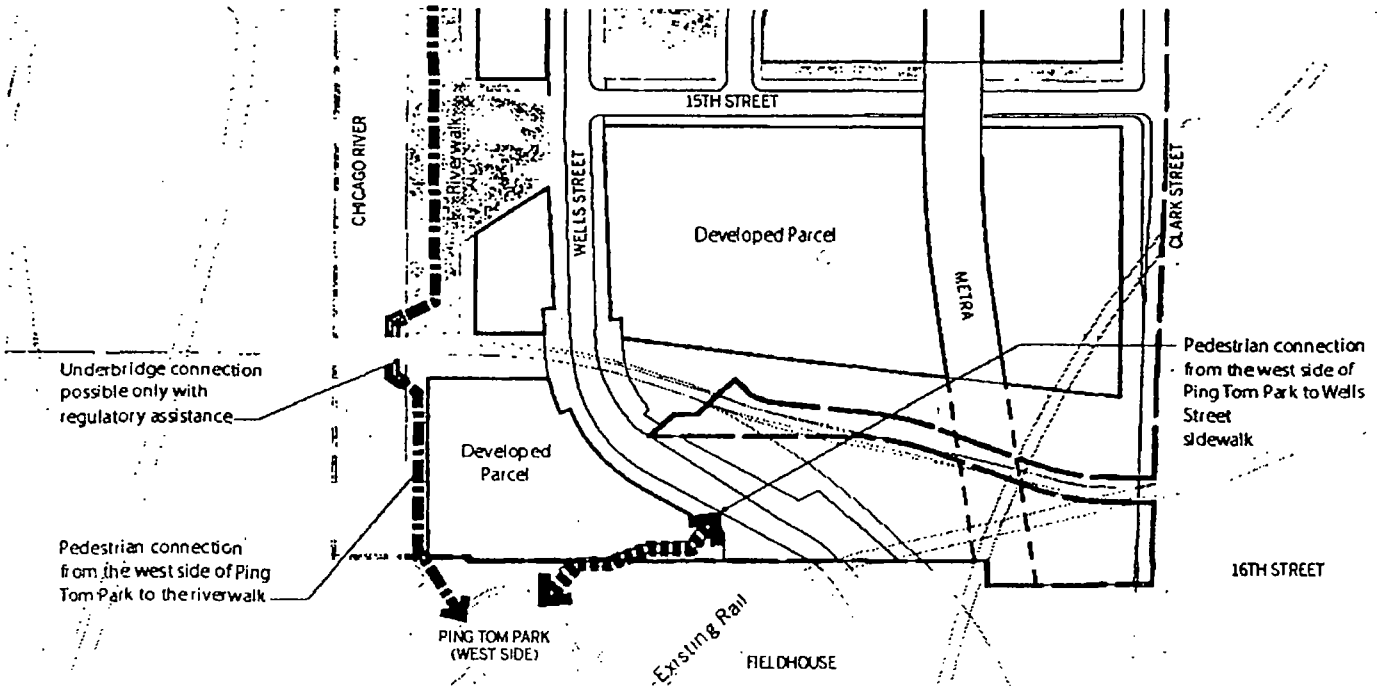 15TH STREET
CHICAGO RIVER
Riverwalk
WELLS STREET
CLARK STREET
Developed Parcel
METRA
Underbridge connection
possible only with
regulatory assistance
Pedestrian connection
from the west side of
Ping Tom Park to Wells
Street
sidewalk
Developed
Parcel
Pedestrian connection
from the west side of Ping
Tom Park to the riverwalk
16TH STREET
PING TOM PARK
(WEST SIDE)
Existing Rail
FIELDHOUSE